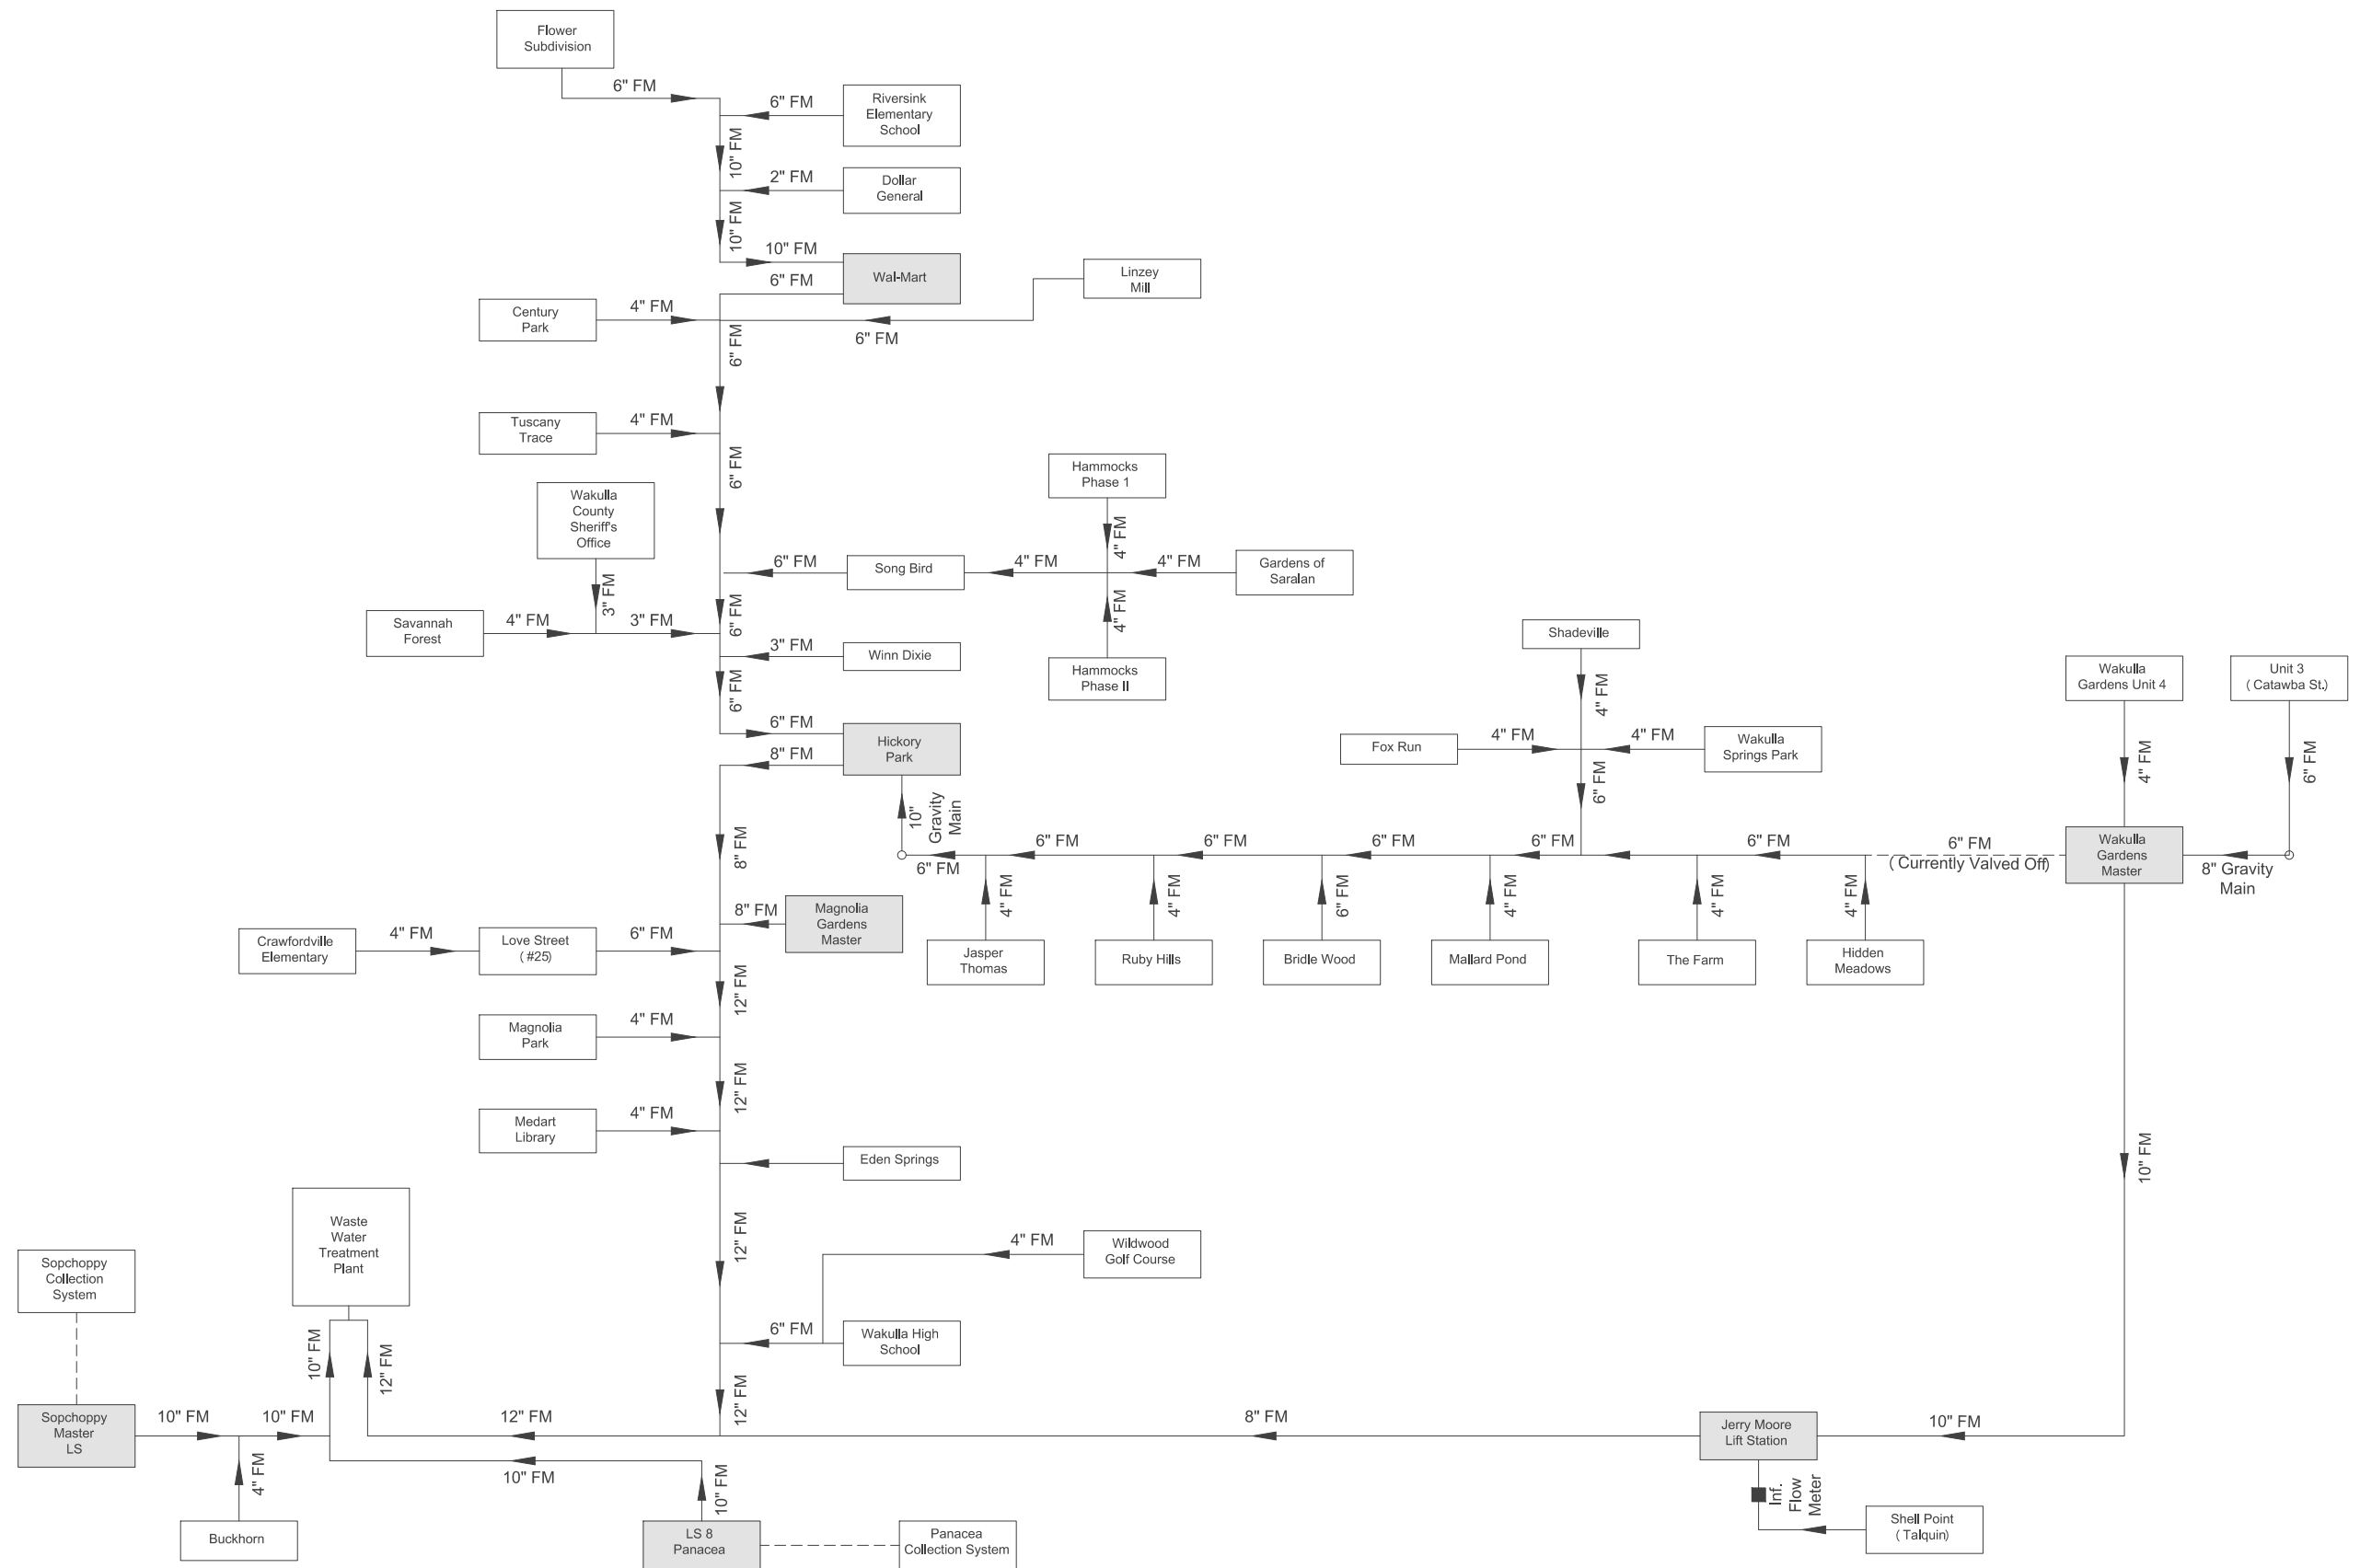 Flower
Subdivision
6" FM
6" FM
Riversink
Elementary
School
10" FM
2" FM
Dollar
General
10" FM
10" FM
Wal-Mart
6" FM
Linzey
Mill
Century
Park
4" FM
6" FM
6" FM
Tuscany
Trace
4" FM
6" FM
Hammocks
Phase 1
Wakulla
County
Sheriff's
Office
4" FM
6" FM
Song Bird
4" FM
4" FM
Gardens of
Saralan
3" FM
4" FM
Savannah
Forest
4" FM
3" FM
6" FM
3" FM
Winn Dixie
Hammocks
Phase II
Shadeville
Wakulla
Gardens Unit 4
Unit 3
( Catawba St.)
6" FM
6" FM
Hickory
Park
8" FM
4" FM
Fox Run
4" FM
4" FM
Wakulla
Springs Park
4" FM
6" FM
6" FM
10"
Gravity
Main
8" FM
6" FM
6" FM
6" FM
6" FM
6" FM
6" FM
6" FM
6" FM
( Currently Valved Off)
Wakulla
Gardens
Master
8" Gravity
Main
4" FM
4" FM
6" FM
4" FM
4" FM
4" FM
8" FM
Magnolia
Gardens
Master
Crawfordville
Elementary
4" FM
Love Street
( #25)
6" FM
Jasper
Thomas
Ruby Hills
Bridle Wood
Mallard Pond
The Farm
Hidden
Meadows
12" FM
Magnolia
Park
4" FM
12" FM
Medart
Library
4" FM
Eden Springs
10" FM
Waste
Water
Treatment
Plant
12" FM
4" FM
Wildwood
Golf Course
Sopchoppy
Collection
System
10" FM
12" FM
6" FM
Wakulla High
School
12" FM
Sopchoppy
Master
LS
10" FM
10" FM
12" FM
8" FM
Jerry Moore
Lift Station
10" FM
4" FM
10" FM
10" FM
Inf.
Flow
Meter
Buckhorn
LS 8
Panacea
Panacea
Collection System
Shell Point
( Talquin)